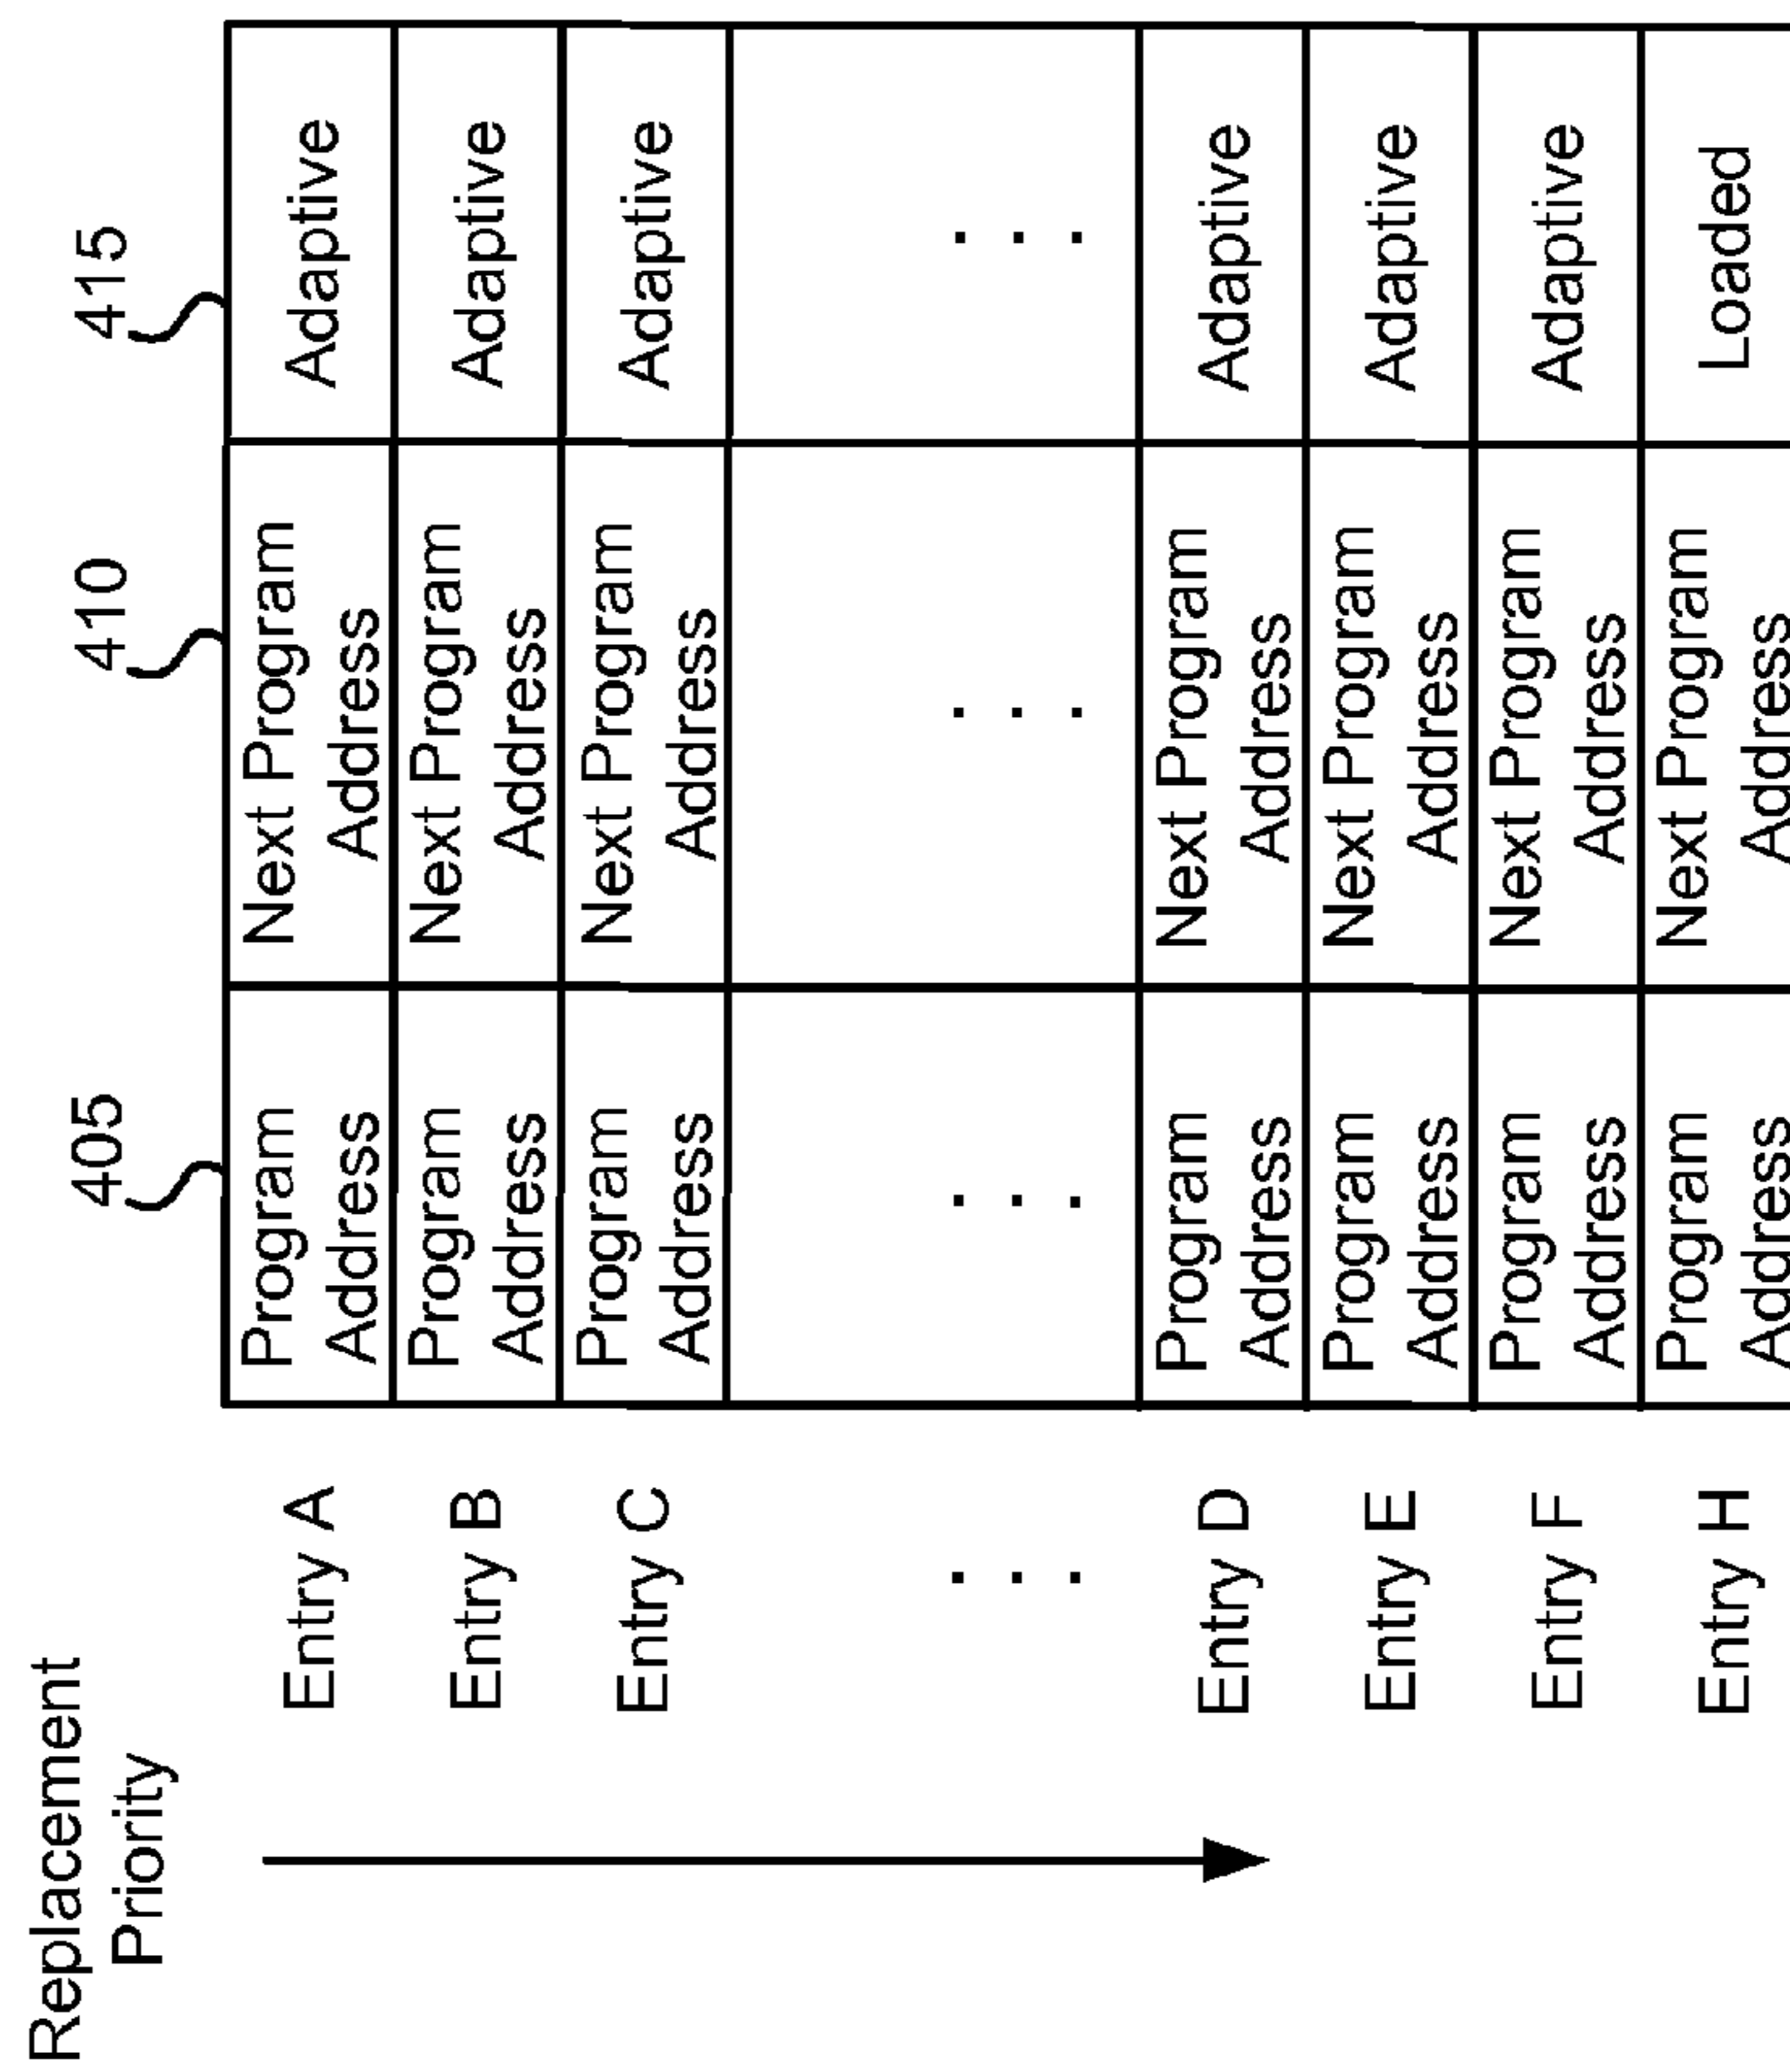 Replacement
Priority
405
410
415
Entry A
Program
Address
Next Program
Address
Adaptive
Entry B
Program
Address
Next Program
Address
Adaptive
Entry C
Program
Address
Next Program
Address
Adaptive
. . .
. . .
. . .
. . .
Entry D
Program
Address
Next Program
Address
Adaptive
Entry E
Program
Address
Next Program
Address
Adaptive
Entry F
Program
Address
Next Program
Address
Adaptive
Entry H
Program
Address
Next Program
Address
Loaded